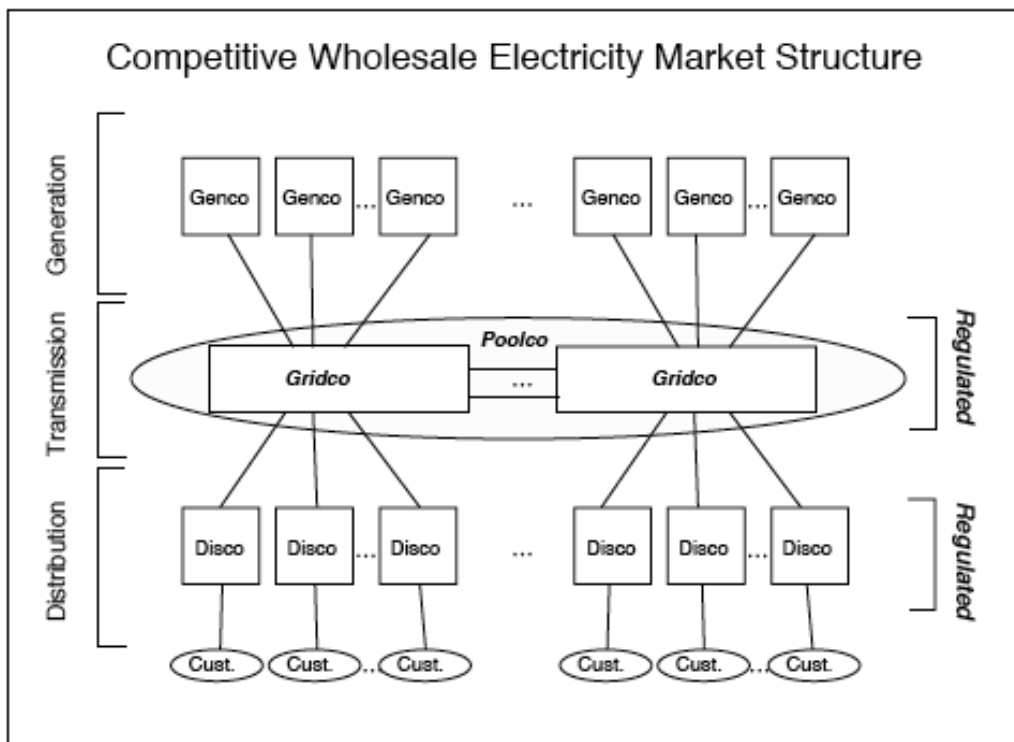 Competitive Wholesale Electricity Market Structure
Generation
Genco Genco ... Genco ... Genco Genco ... Genco
Transmission
Poolco
Gridco ... Gridco
Regulated
Distribution
Disco Disco ... Disco ... Disco Disco ... Disco
Regulated
Cust. Cust. ... Cust. Cust. Cust. ... Cust.